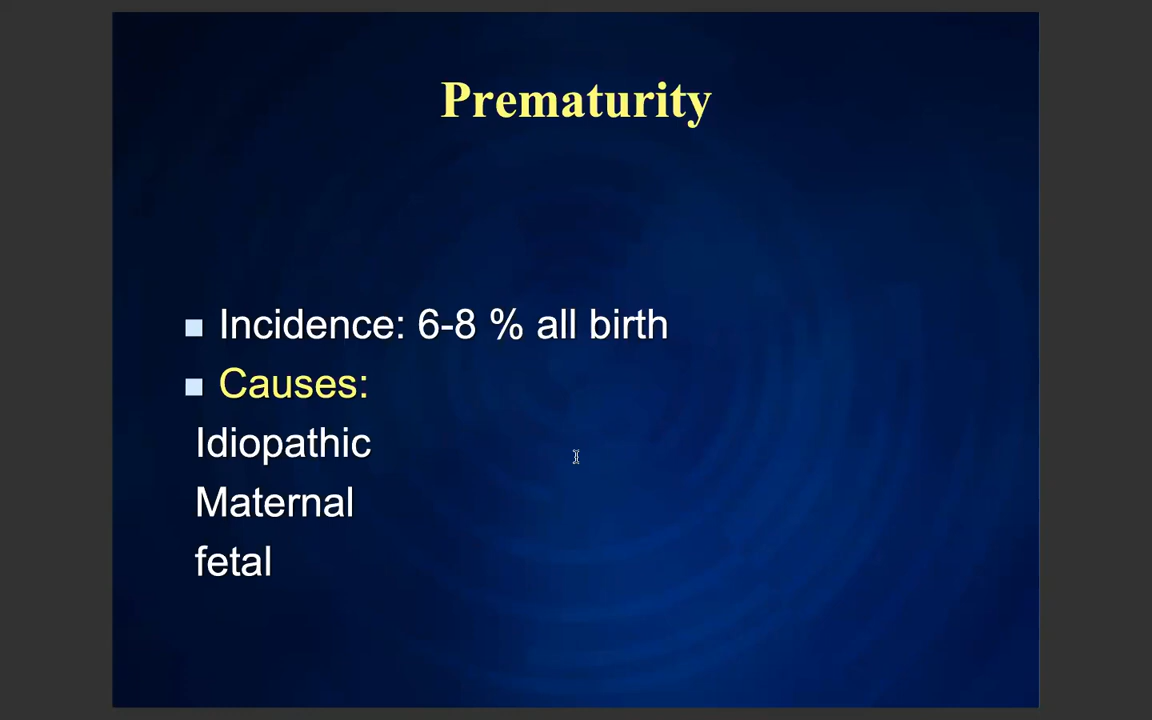 Prematurity
Incidence: 6-8 % all birth
Causes:
Idiopathic
Maternal
fetal